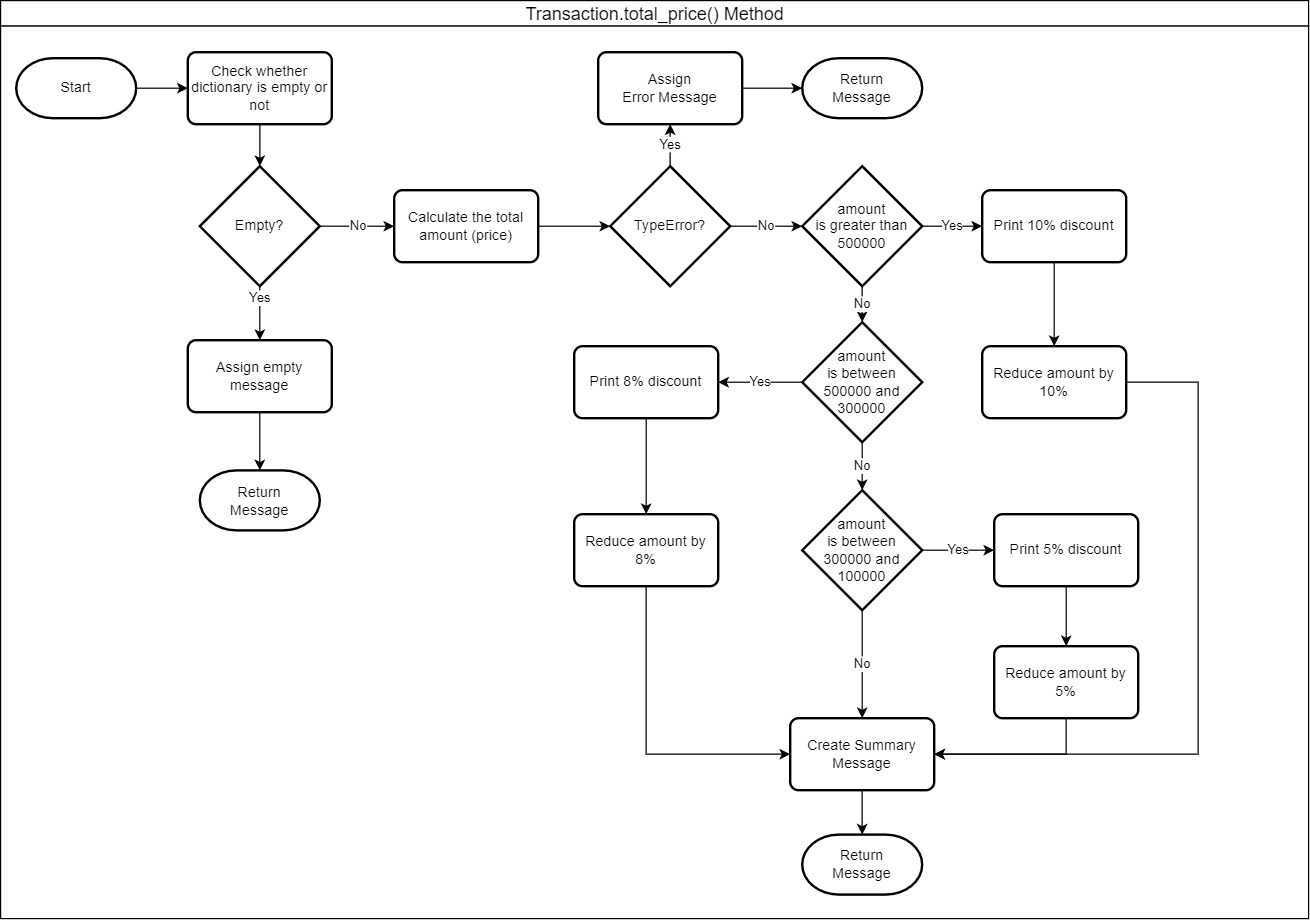 Transaction.total_price() Method
Start
Check whether
dictionary is empty or
not
Assign
Error Message
Return
Message
Yes
Empty?
No
Calculate the total
amount (price)
TypeError?
No
amount
is greater than
500000
Yes
Print 10% discount
Yes
No
Assign empty
message
Print 8% discount
Yes
amount
is between
500000 and
300000
Reduce amount by
10%
No
Return
Message
Reduce amount by
8%
amount
is between
300000 and
100000
Yes
Print 5% discount
No
Reduce amount by
5%
Create Summary
Message
Return
Message